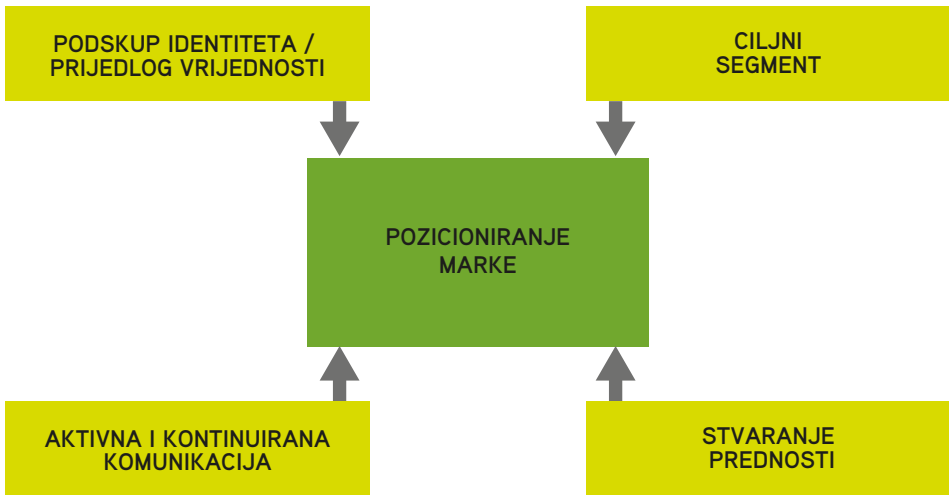 PODSKUP IDENTITETA /
PRIJEDLOG VRIJEDNOSTI
CILJNI
SEGMENT
POZICIONIRANJE
MARKE
AKTIVNA I KONTINUIRANA
KOMUNIKACIJA
STVARANJE
PREDNOSTI